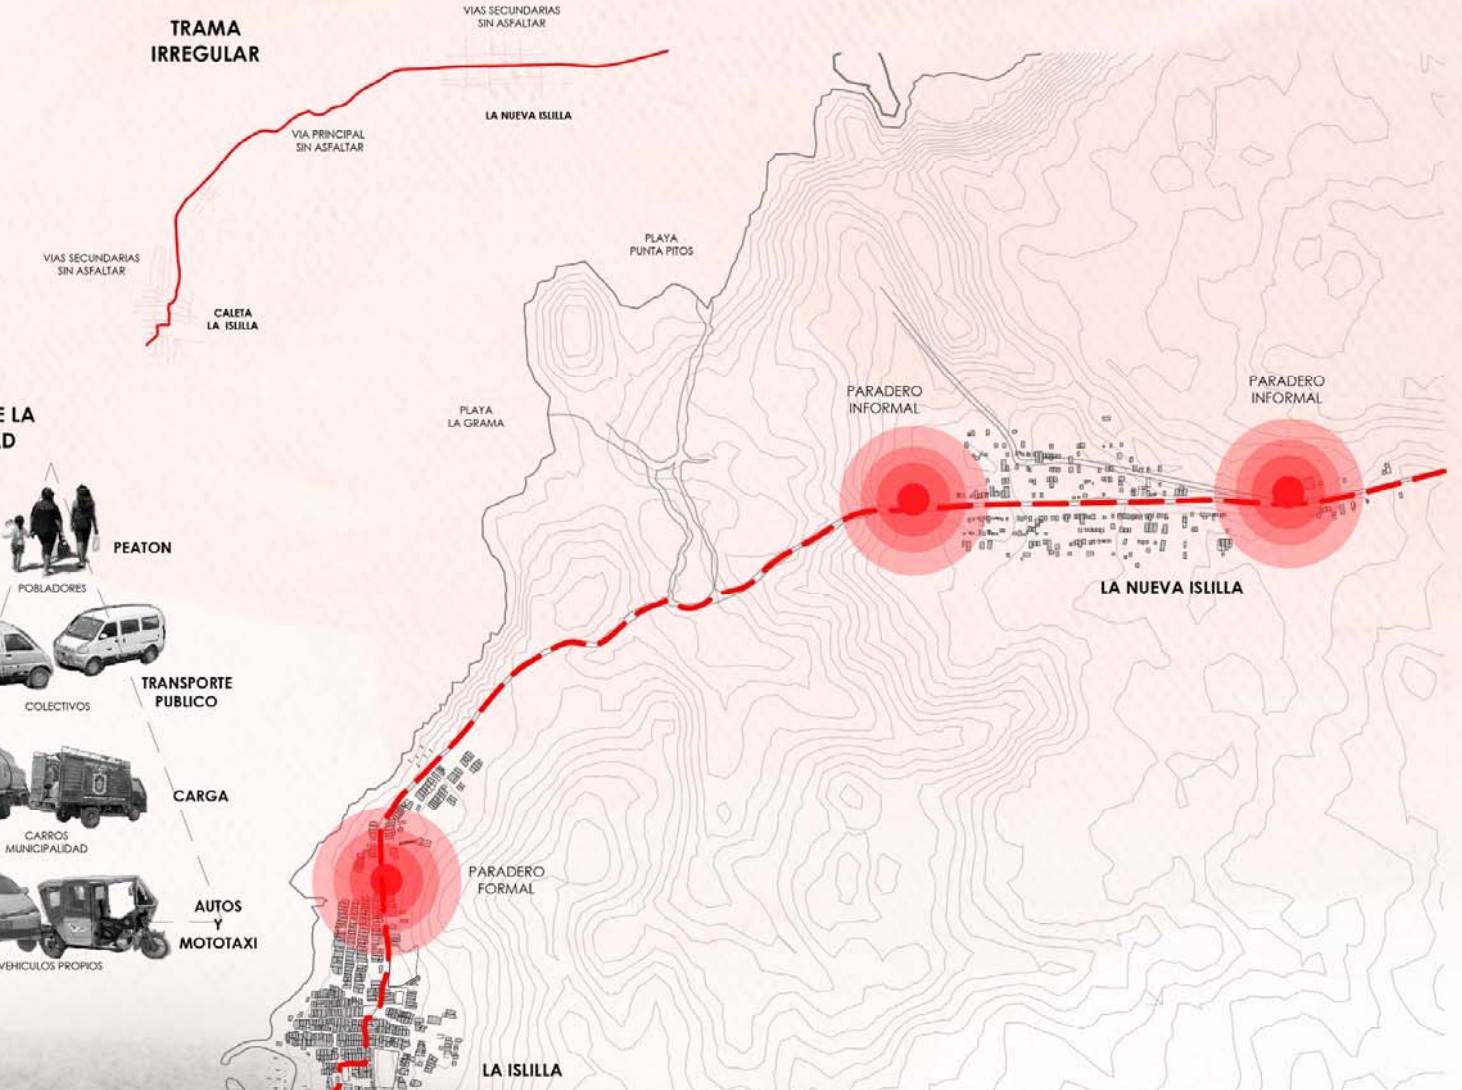 TRAMA
IRREGULAR
VIAS SECUNDARIAS
SIN ASFALTAR
LA NUEVA ISLILLA
VIA PRINCIPAL
SIN ASFALTAR
VIAS SECUNDARIAS
SIN ASFALTAR
CALETA
LA ISLILLA
PLAYA
PUNTA PITOS
PLAYA
LA GRAMA
PARADERO
INFORMAL
PARADERO
INFORMAL
LA NUEVA ISLILLA
PARADERO
FORMAL
LA ISLILLA
E LA
D
PEATON
POBLADORES
TRANSPORTE
PUBLICO
COLECTIVOS
CARGA
CARROS
MUNICIPALIDAD
AUTOS
Y
MOTOTAXI
VEHICULOS PROPIOS